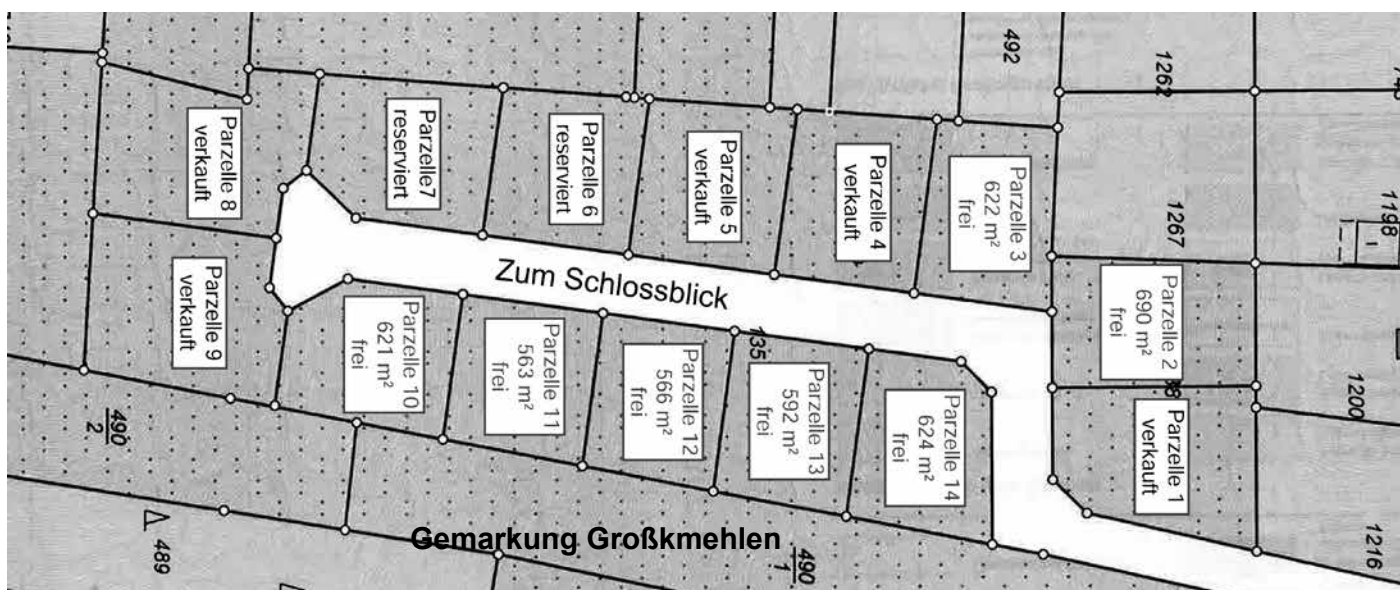 492
1262
1267
1198
1200
1216
Parzelle 8
verkauft
Parzelle7
reserviert
Parzelle 6
reserviert
Parzelle 5
verkauft
Parzelle 4
verkauft
Parzelle 3
622 m²
frei
Parzelle 2
690 m²
frei
Parzelle 1
verkauft
Zum Schlossblick
135
Parzelle 9
verkauft
Parzelle 10
621 m²
frei
Parzelle 11
563 m²
frei
Parzelle 12
566 m²
frei
Parzelle 13
592 m²
frei
Parzelle 14
624 m²
frei
490
2
489
Gemarkung Großkmehlen
490
1